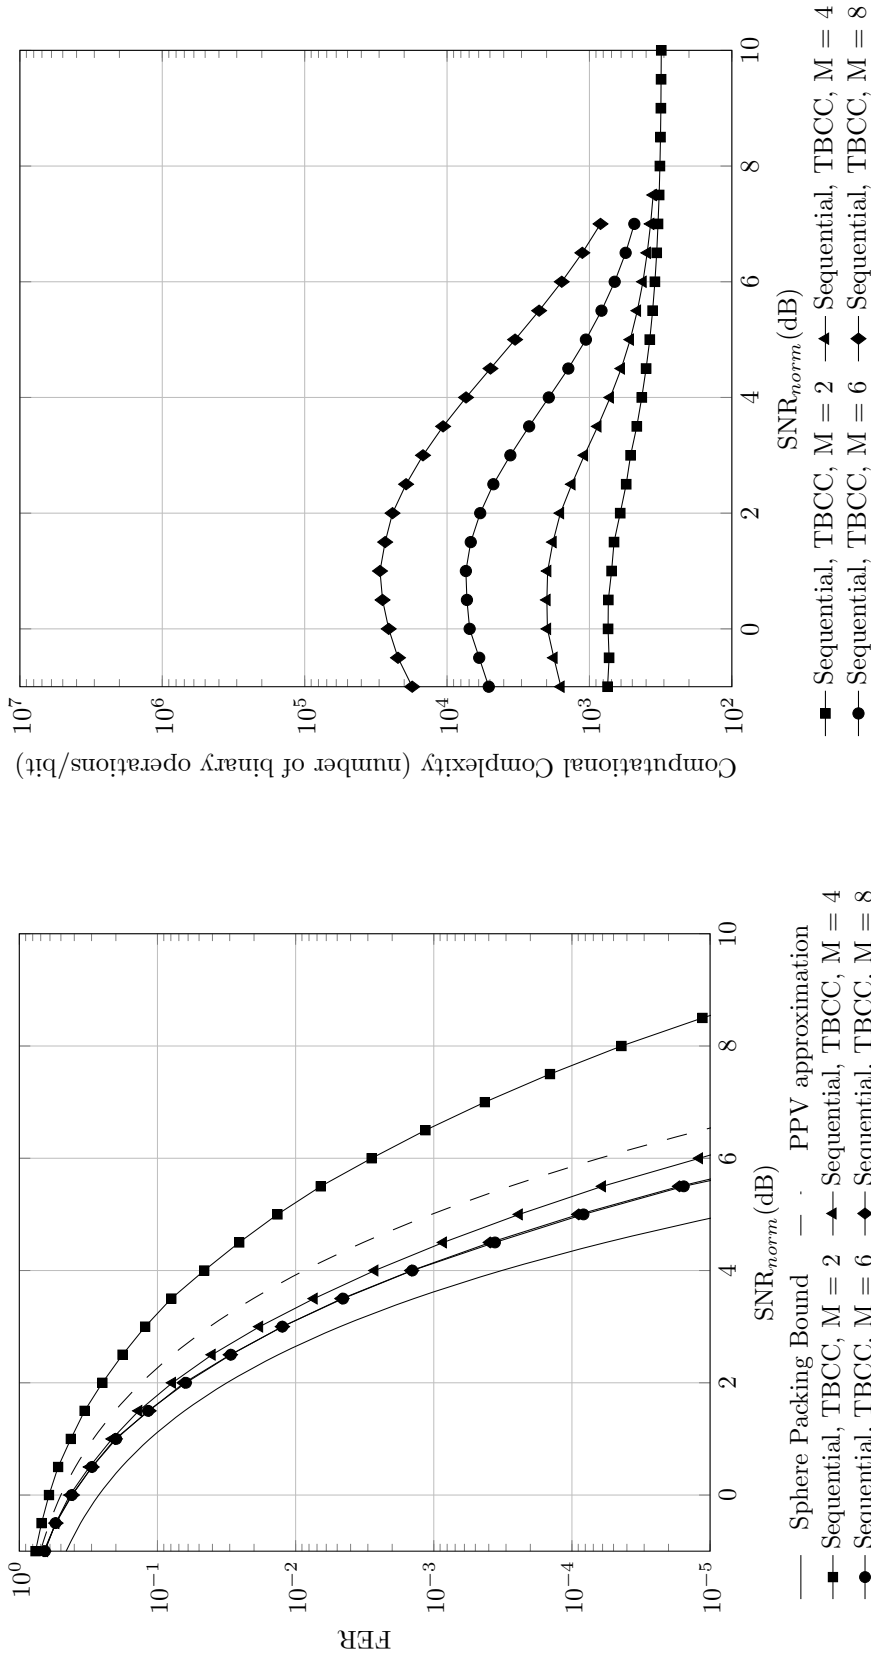 10^0
10^-1
10^-2
10^-3
10^-4
10^-5
0
2
4
6
8
10
FER
SNR_norm(dB)
Sphere Packing Bound
PPV approximation
Sequential, TBCC, M = 2
Sequential, TBCC, M = 4
Sequential, TBCC, M = 6
Sequential, TBCC, M = 8
10^7
10^6
10^5
10^4
10^3
10^2
0
2
4
6
8
10
Computational Complexity (number of binary operations/bit)
SNR_norm(dB)
Sequential, TBCC, M = 2
Sequential, TBCC, M = 4
Sequential, TBCC, M = 6
Sequential, TBCC, M = 8